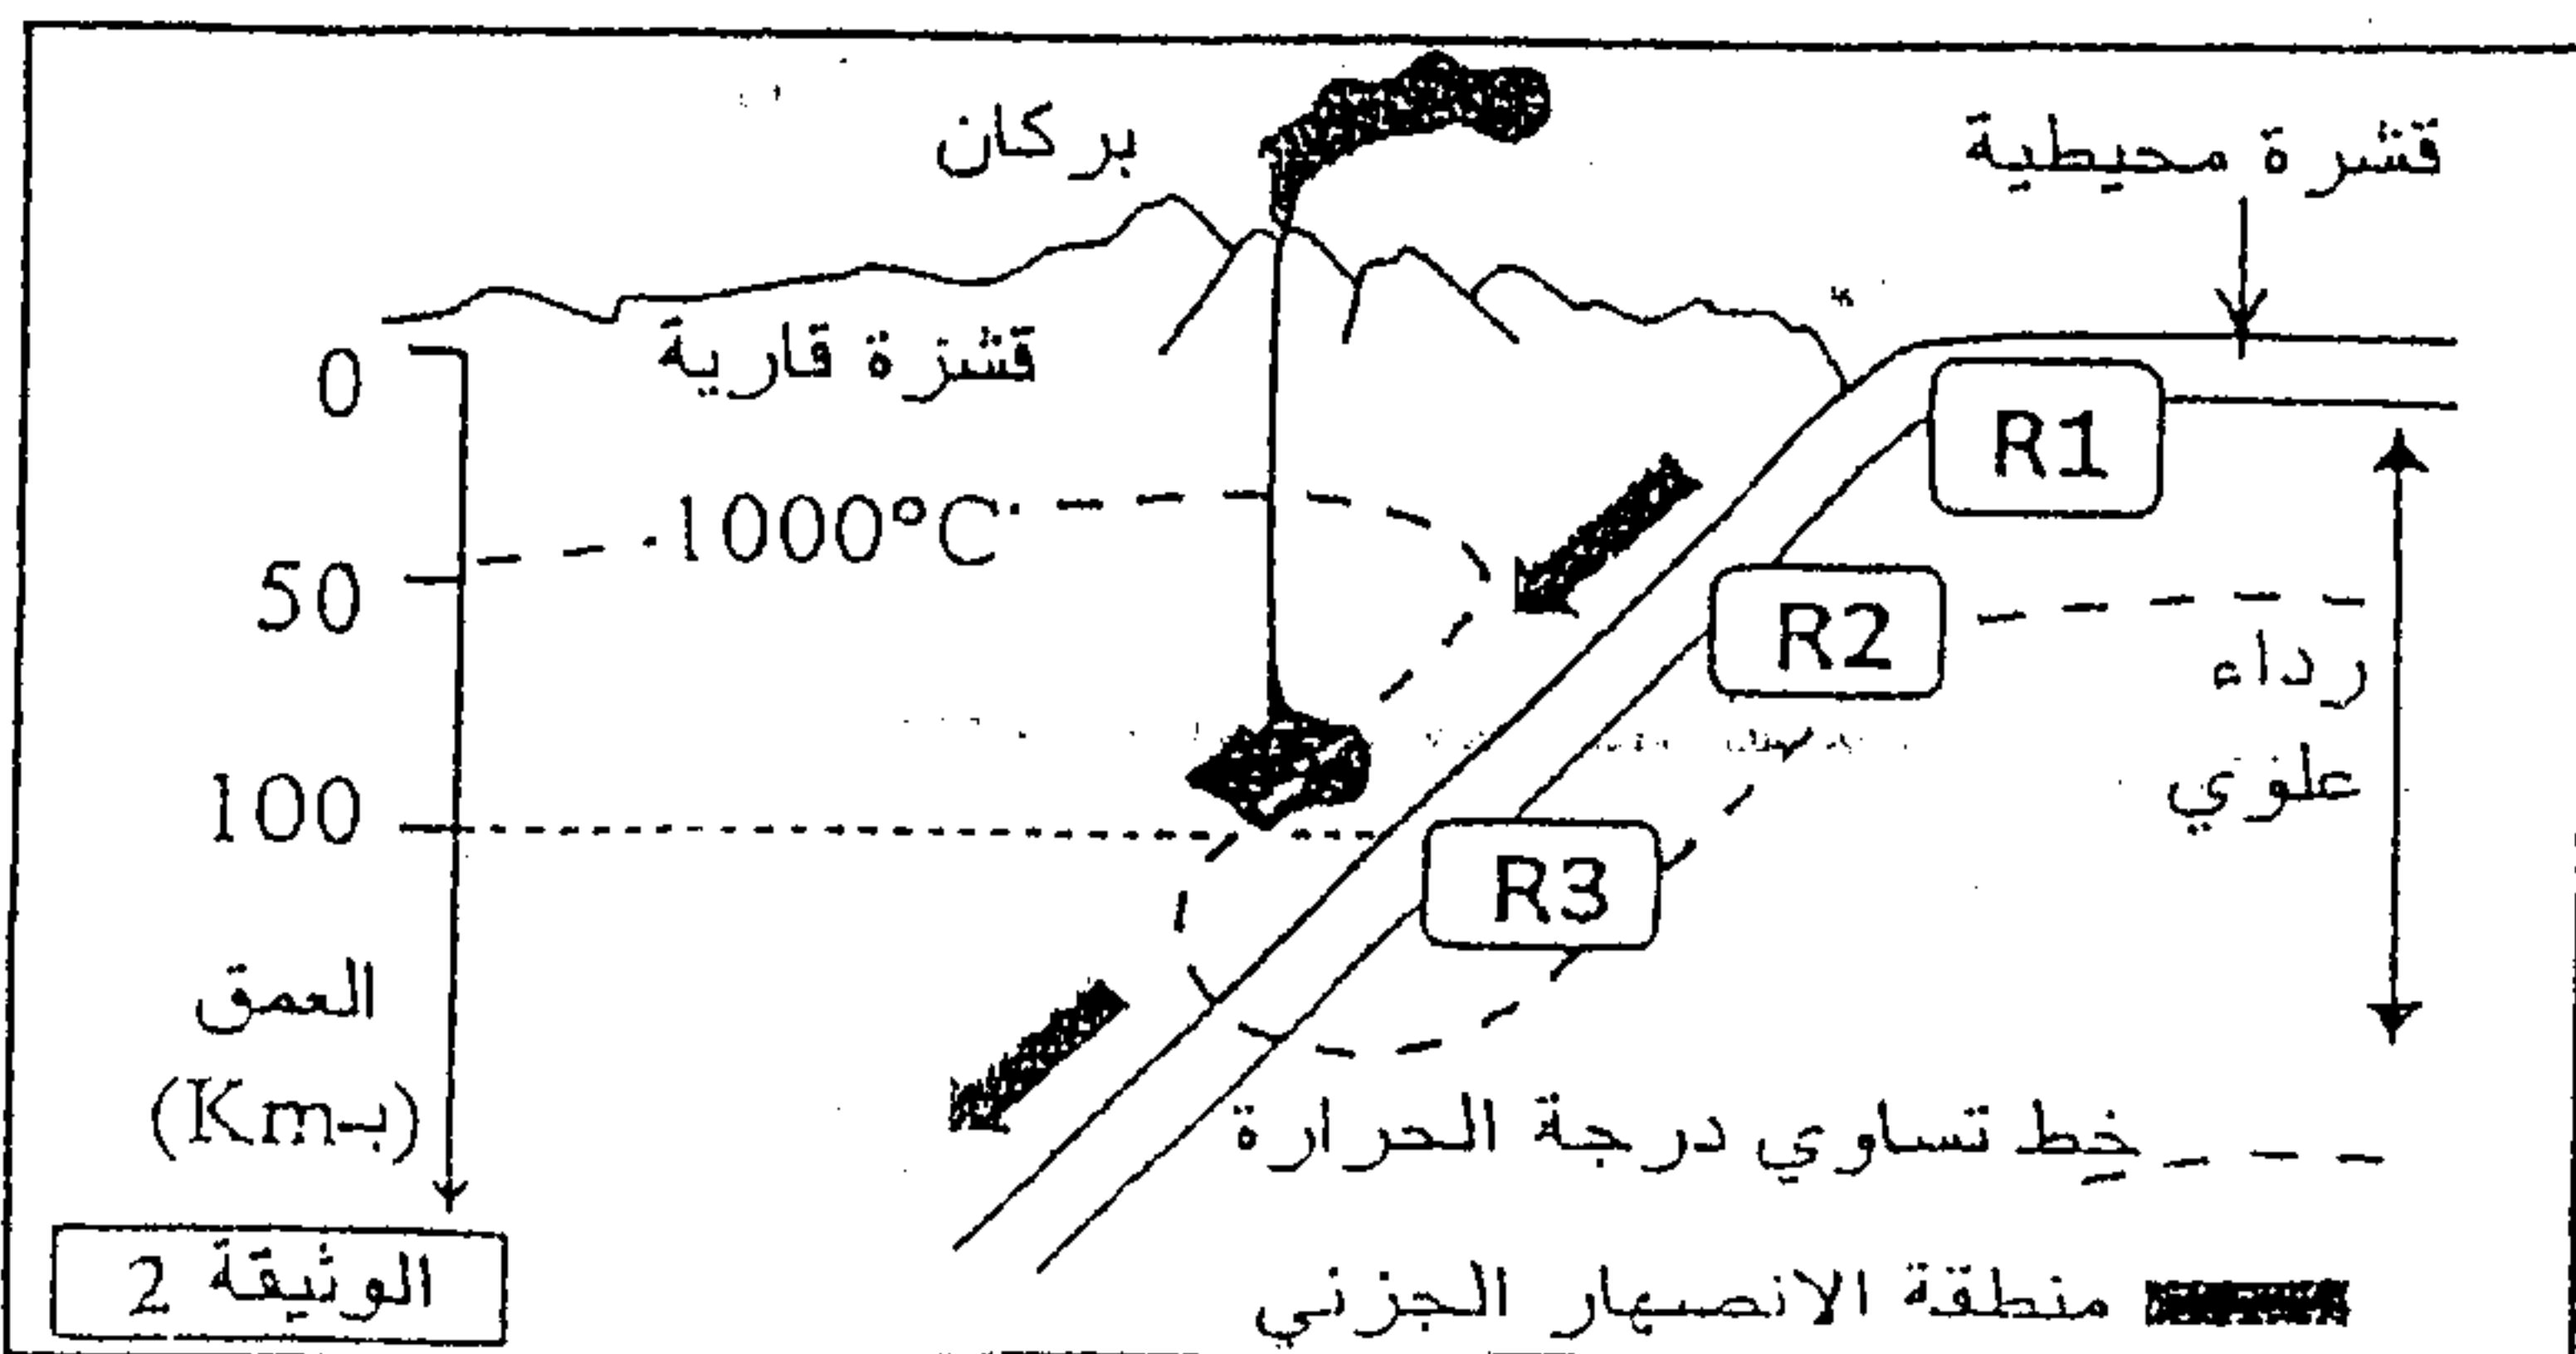 بركان
قشرة محيطية
قشرة قارية
0
R1
1000°C
50
R2
رداء
علوي
100
R3
العمق
(بـKm)
خط تساوي درجة الحرارة
منطقة الانصهار الجزئي
الوثيقة 2